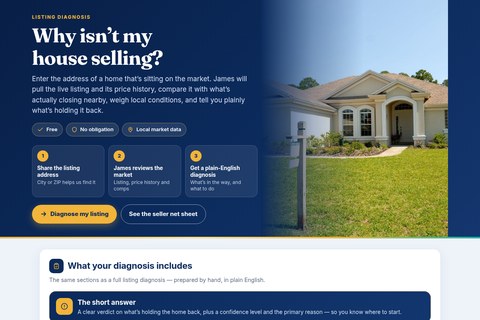 LISTING DIAGNOSIS
Why isn't my
house selling?
Enter the address of a home that's sitting on the market. James will
pull the live listing and its price history, compare it with what's
actually closing nearby, weigh local conditions, and tell you plainly
what's holding it back.
Free
No obligation
Local market data
1
Share the listing
address
City or ZIP helps us find it
2
James reviews the
market
Listing, price history and
comps
3
Get a plain-English
diagnosis
What's in the way, and
what to do
→ Diagnose my listing
See the seller net sheet
What your diagnosis includes
The same sections as a full listing diagnosis — prepared by hand, in plain English.
The short answer
A clear verdict on what's holding the home back, plus a confidence level and the primary reason — so you know where to start.